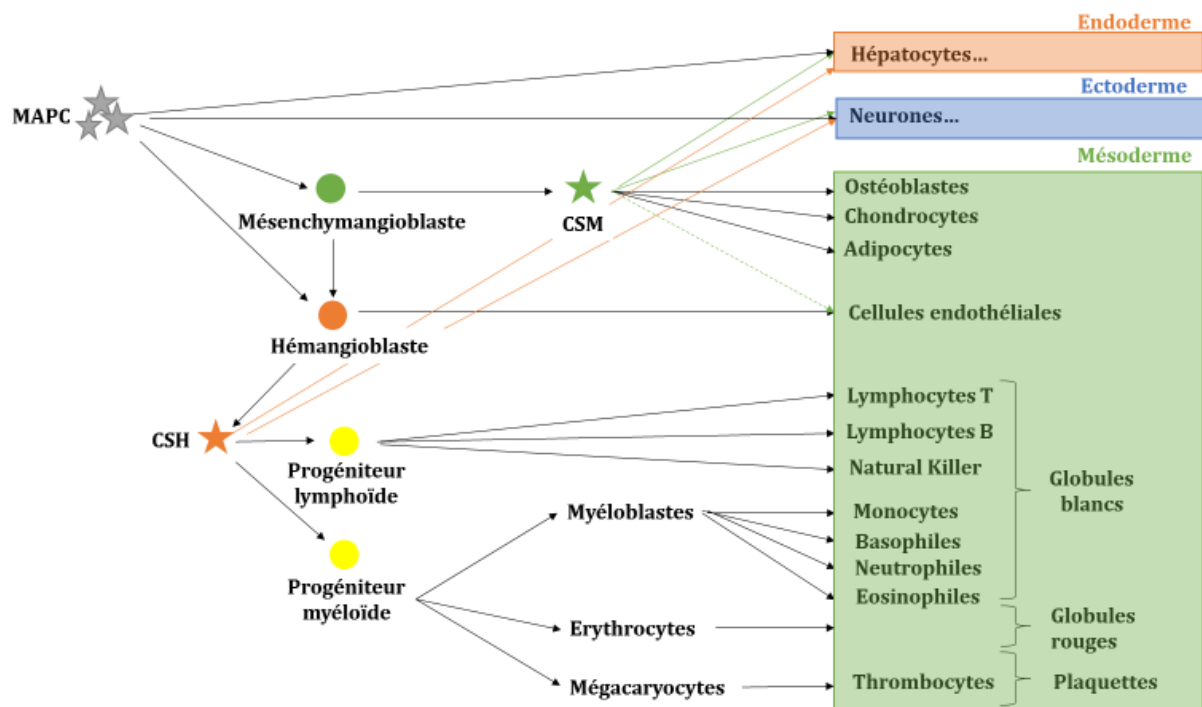 Endoderme
Hépatocytes…
Ectoderme
MAPC
Neurones…
Mésoderme
Ostéoblastes
Mésenchymangioblaste
CSM
Chondrocytes
Adipocytes
Cellules endothéliales
Hémangioblaste
Lymphocytes T
CSH
Lymphocytes B
Progéniteur
lymphoïde
Natural Killer
Globules
blancs
Myéloblastes
Monocytes
Basophiles
Neutrophiles
Eosinophiles
Progéniteur
myéloïde
Erythrocytes
Globules
rouges
Mégacaryocytes
Thrombocytes
Plaquettes